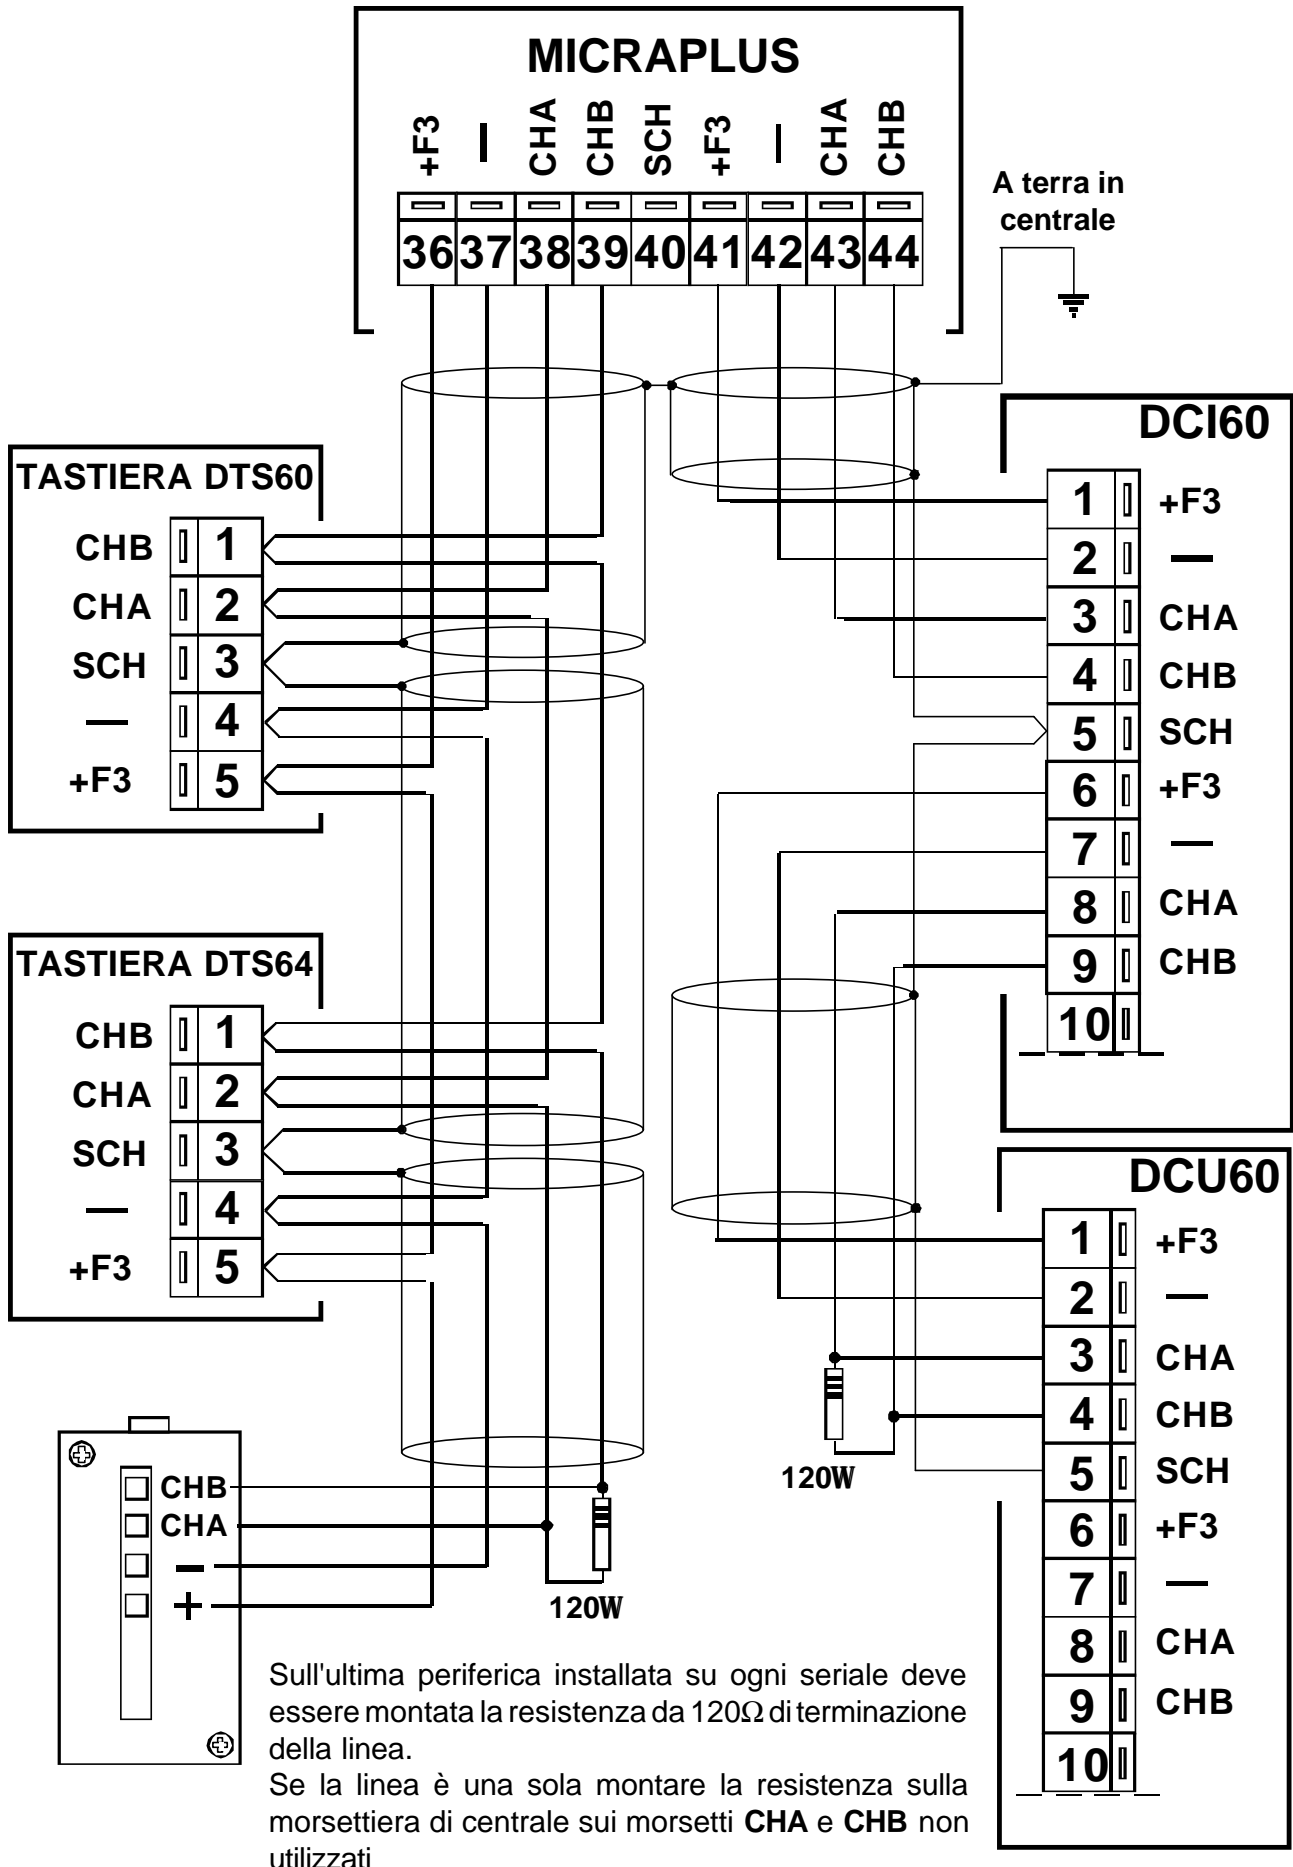 MICRAPLUS
+F3 — CHA CHB SCH +F3 — CHA CHB
36 37 38 39 40 41 42 43 44
A terra in
centrale
TASTIERA DTS60
CHB 1
CHA 2
SCH 3
— 4
+F3 5
TASTIERA DTS64
CHB 1
CHA 2
SCH 3
— 4
+F3 5
CHB
CHA
–
+
120W
DCI60
1 +F3
2 —
3 CHA
4 CHB
5 SCH
6 +F3
7 —
8 CHA
9 CHB
10
DCU60
1 +F3
2 —
3 CHA
4 CHB
5 SCH
6 +F3
7 —
8 CHA
9 CHB
10
120W
Sull'ultima periferica installata su ogni seriale deve
essere montata la resistenza da 120Ω di terminazione
della linea.
Se la linea è una sola montare la resistenza sulla
morsettiera di centrale sui morsetti CHA e CHB non
utilizzati